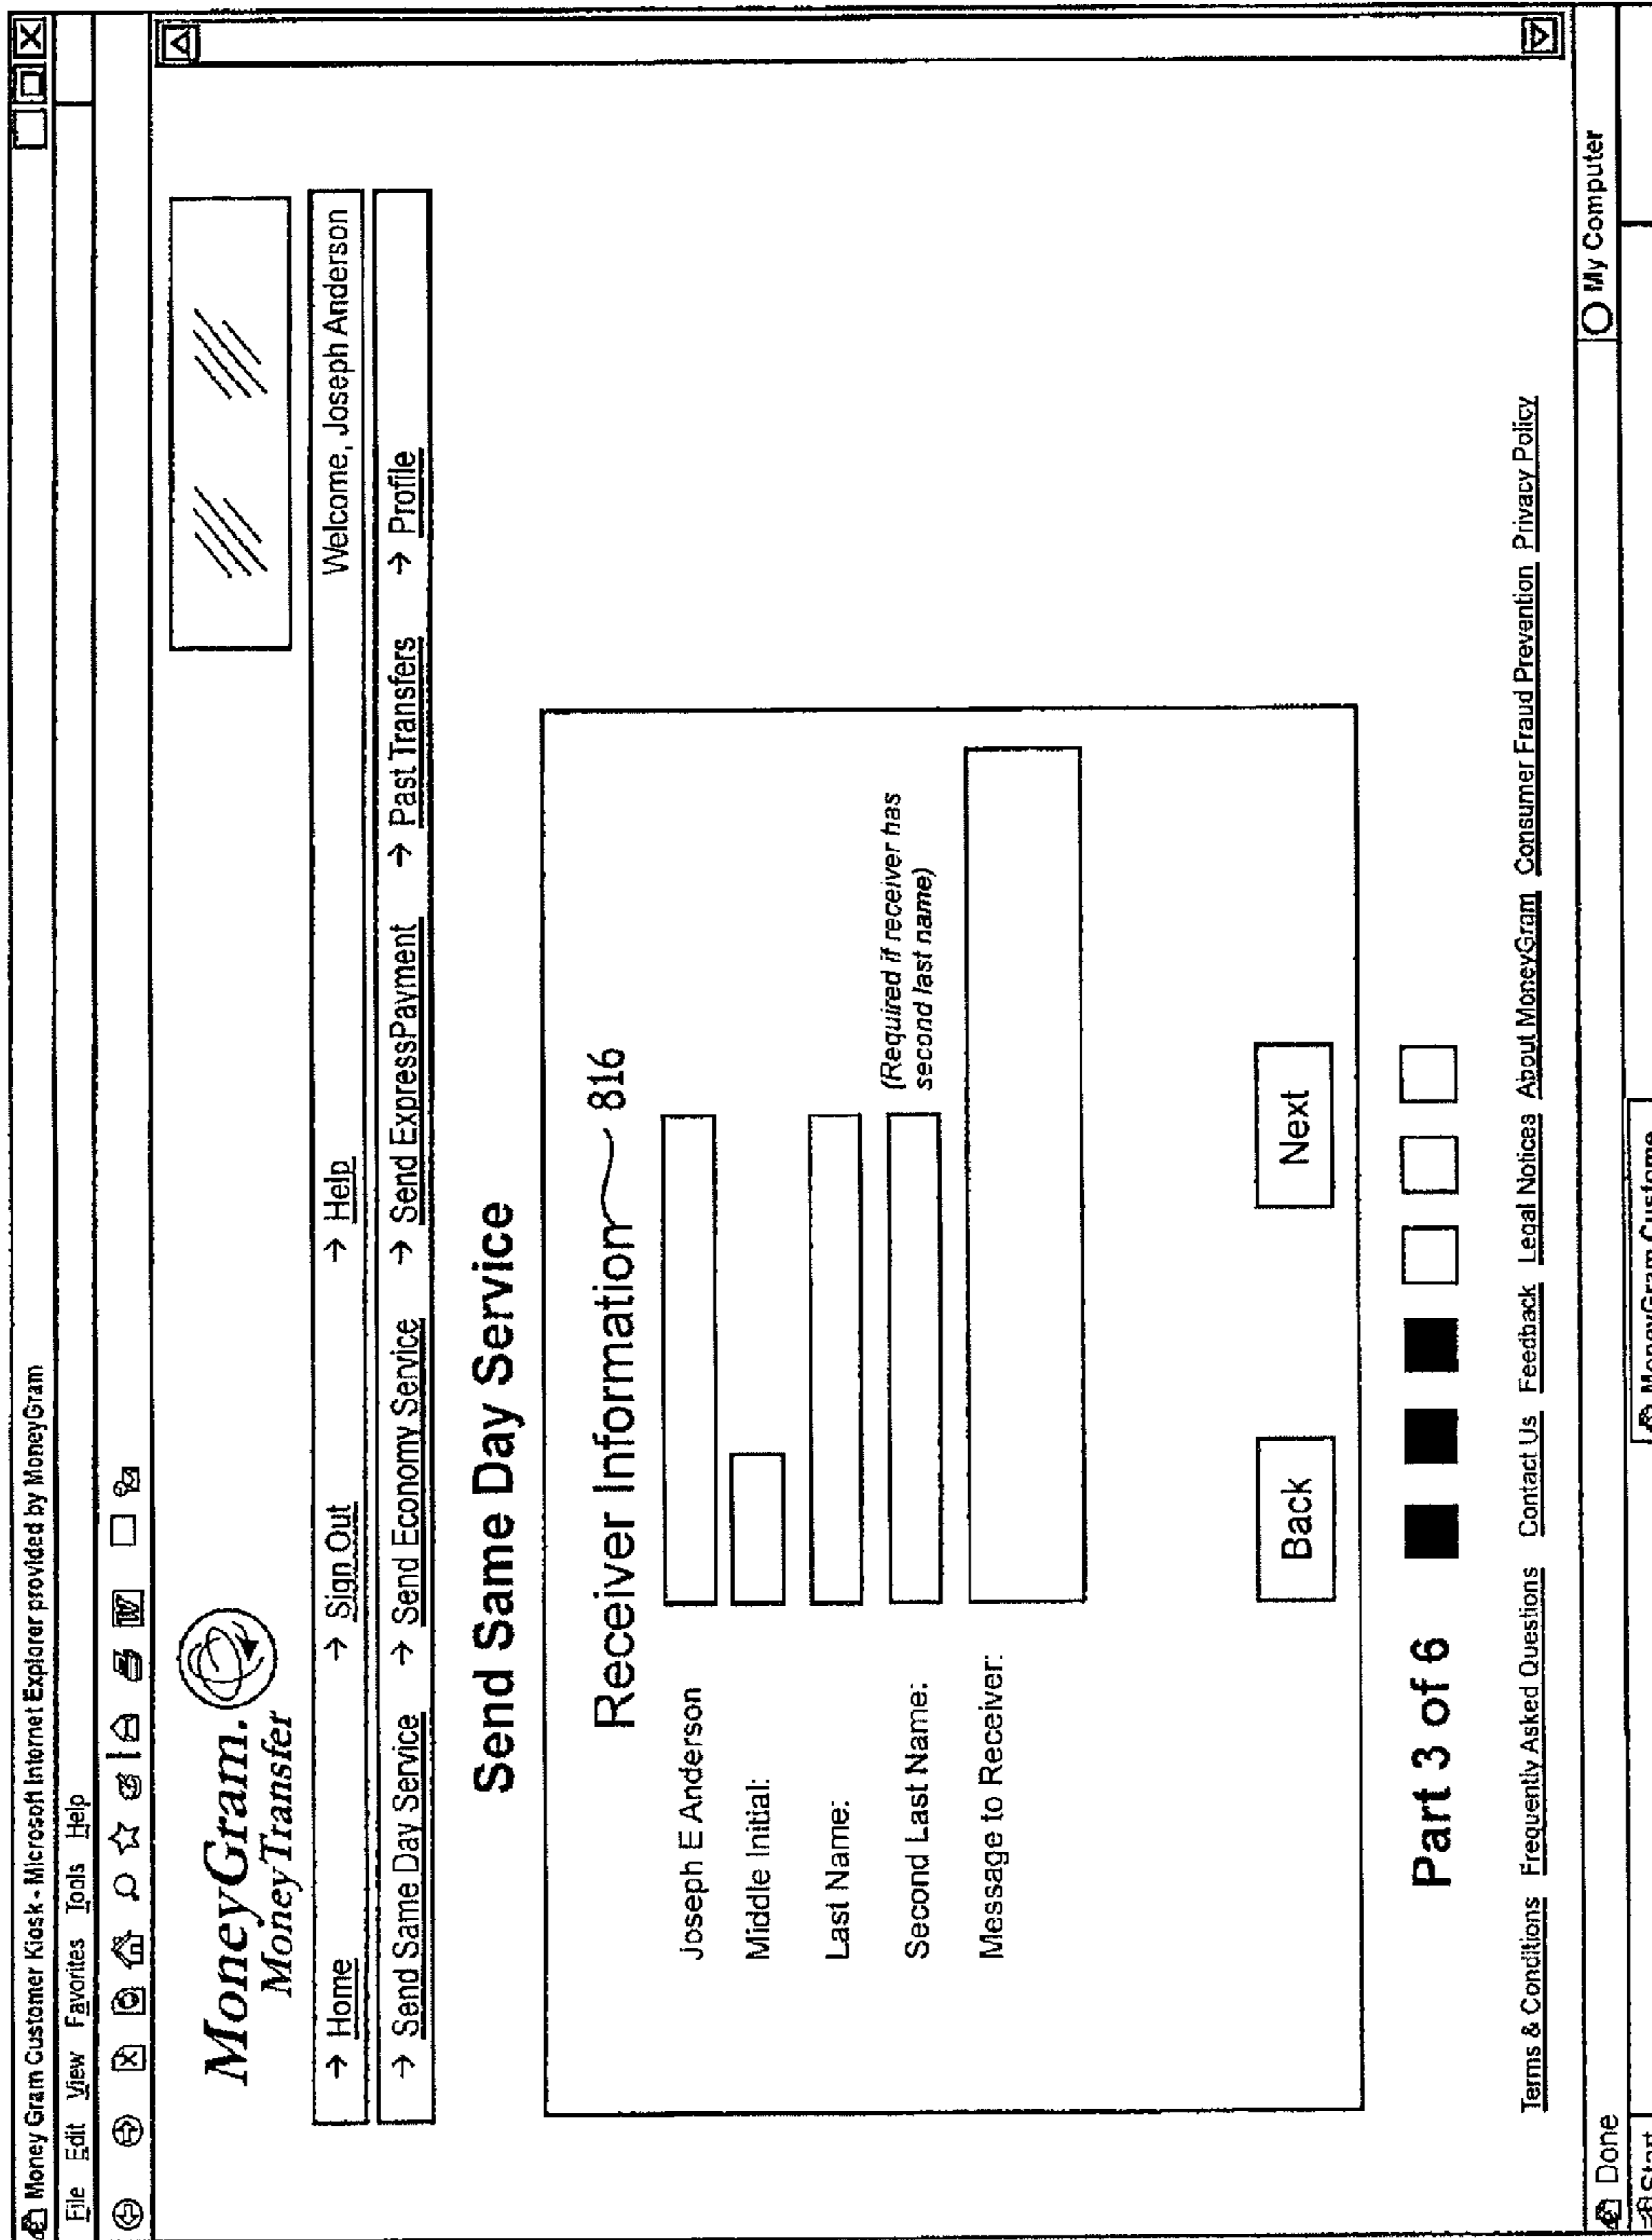 Money Gram Customer Kiosk - Microsoft Internet Explorer provided by MoneyGram
File Edit View Favorites Tools Help
W
MoneyGram.
MoneyTransfer
→ Home → Sign Out → Help Welcome, Joseph Anderson
→ Send Same Day Service → Send Economy Service → Send ExpressPayment → Past Transfers → Profile
Send Same Day Service
Receiver Information 816
Joseph E Anderson
Middle Initial:
Last Name:
Second Last Name: (Required if receiver has
second last name)
Message to Receiver:
Back Next
Part 3 of 6
Terms & Conditions Frequently Asked Questions Contact Us Feedback Legal Notices About MoneyGram Consumer Fraud Prevention Privacy Policy
Done My Computer
Start MoneyGram Custome